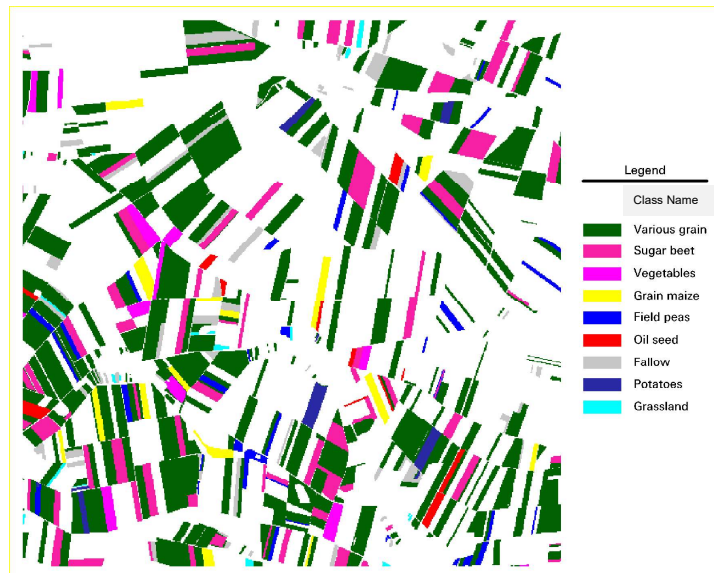 Legend
Class Name
Various grain
Sugar beet
Vegetables
Grain maize
Field peas
Oil seed
Fallow
Potatoes
Grassland